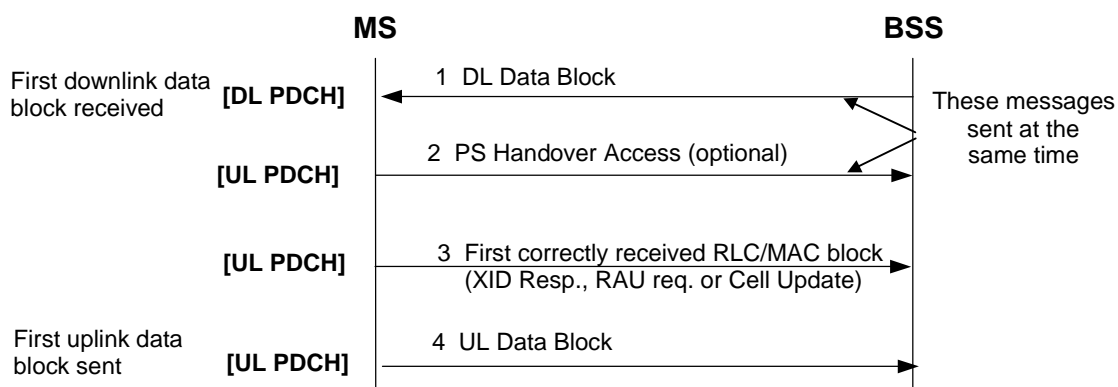 MS
BSS
First downlink data
block received
[DL PDCH]
1 DL Data Block
These messages
sent at the
same time
2 PS Handover Access (optional)
[UL PDCH]
3 First correctly received RLC/MAC block
(XID Resp., RAU req. or Cell Update)
[UL PDCH]
First uplink data
block sent
[UL PDCH]
4 UL Data Block